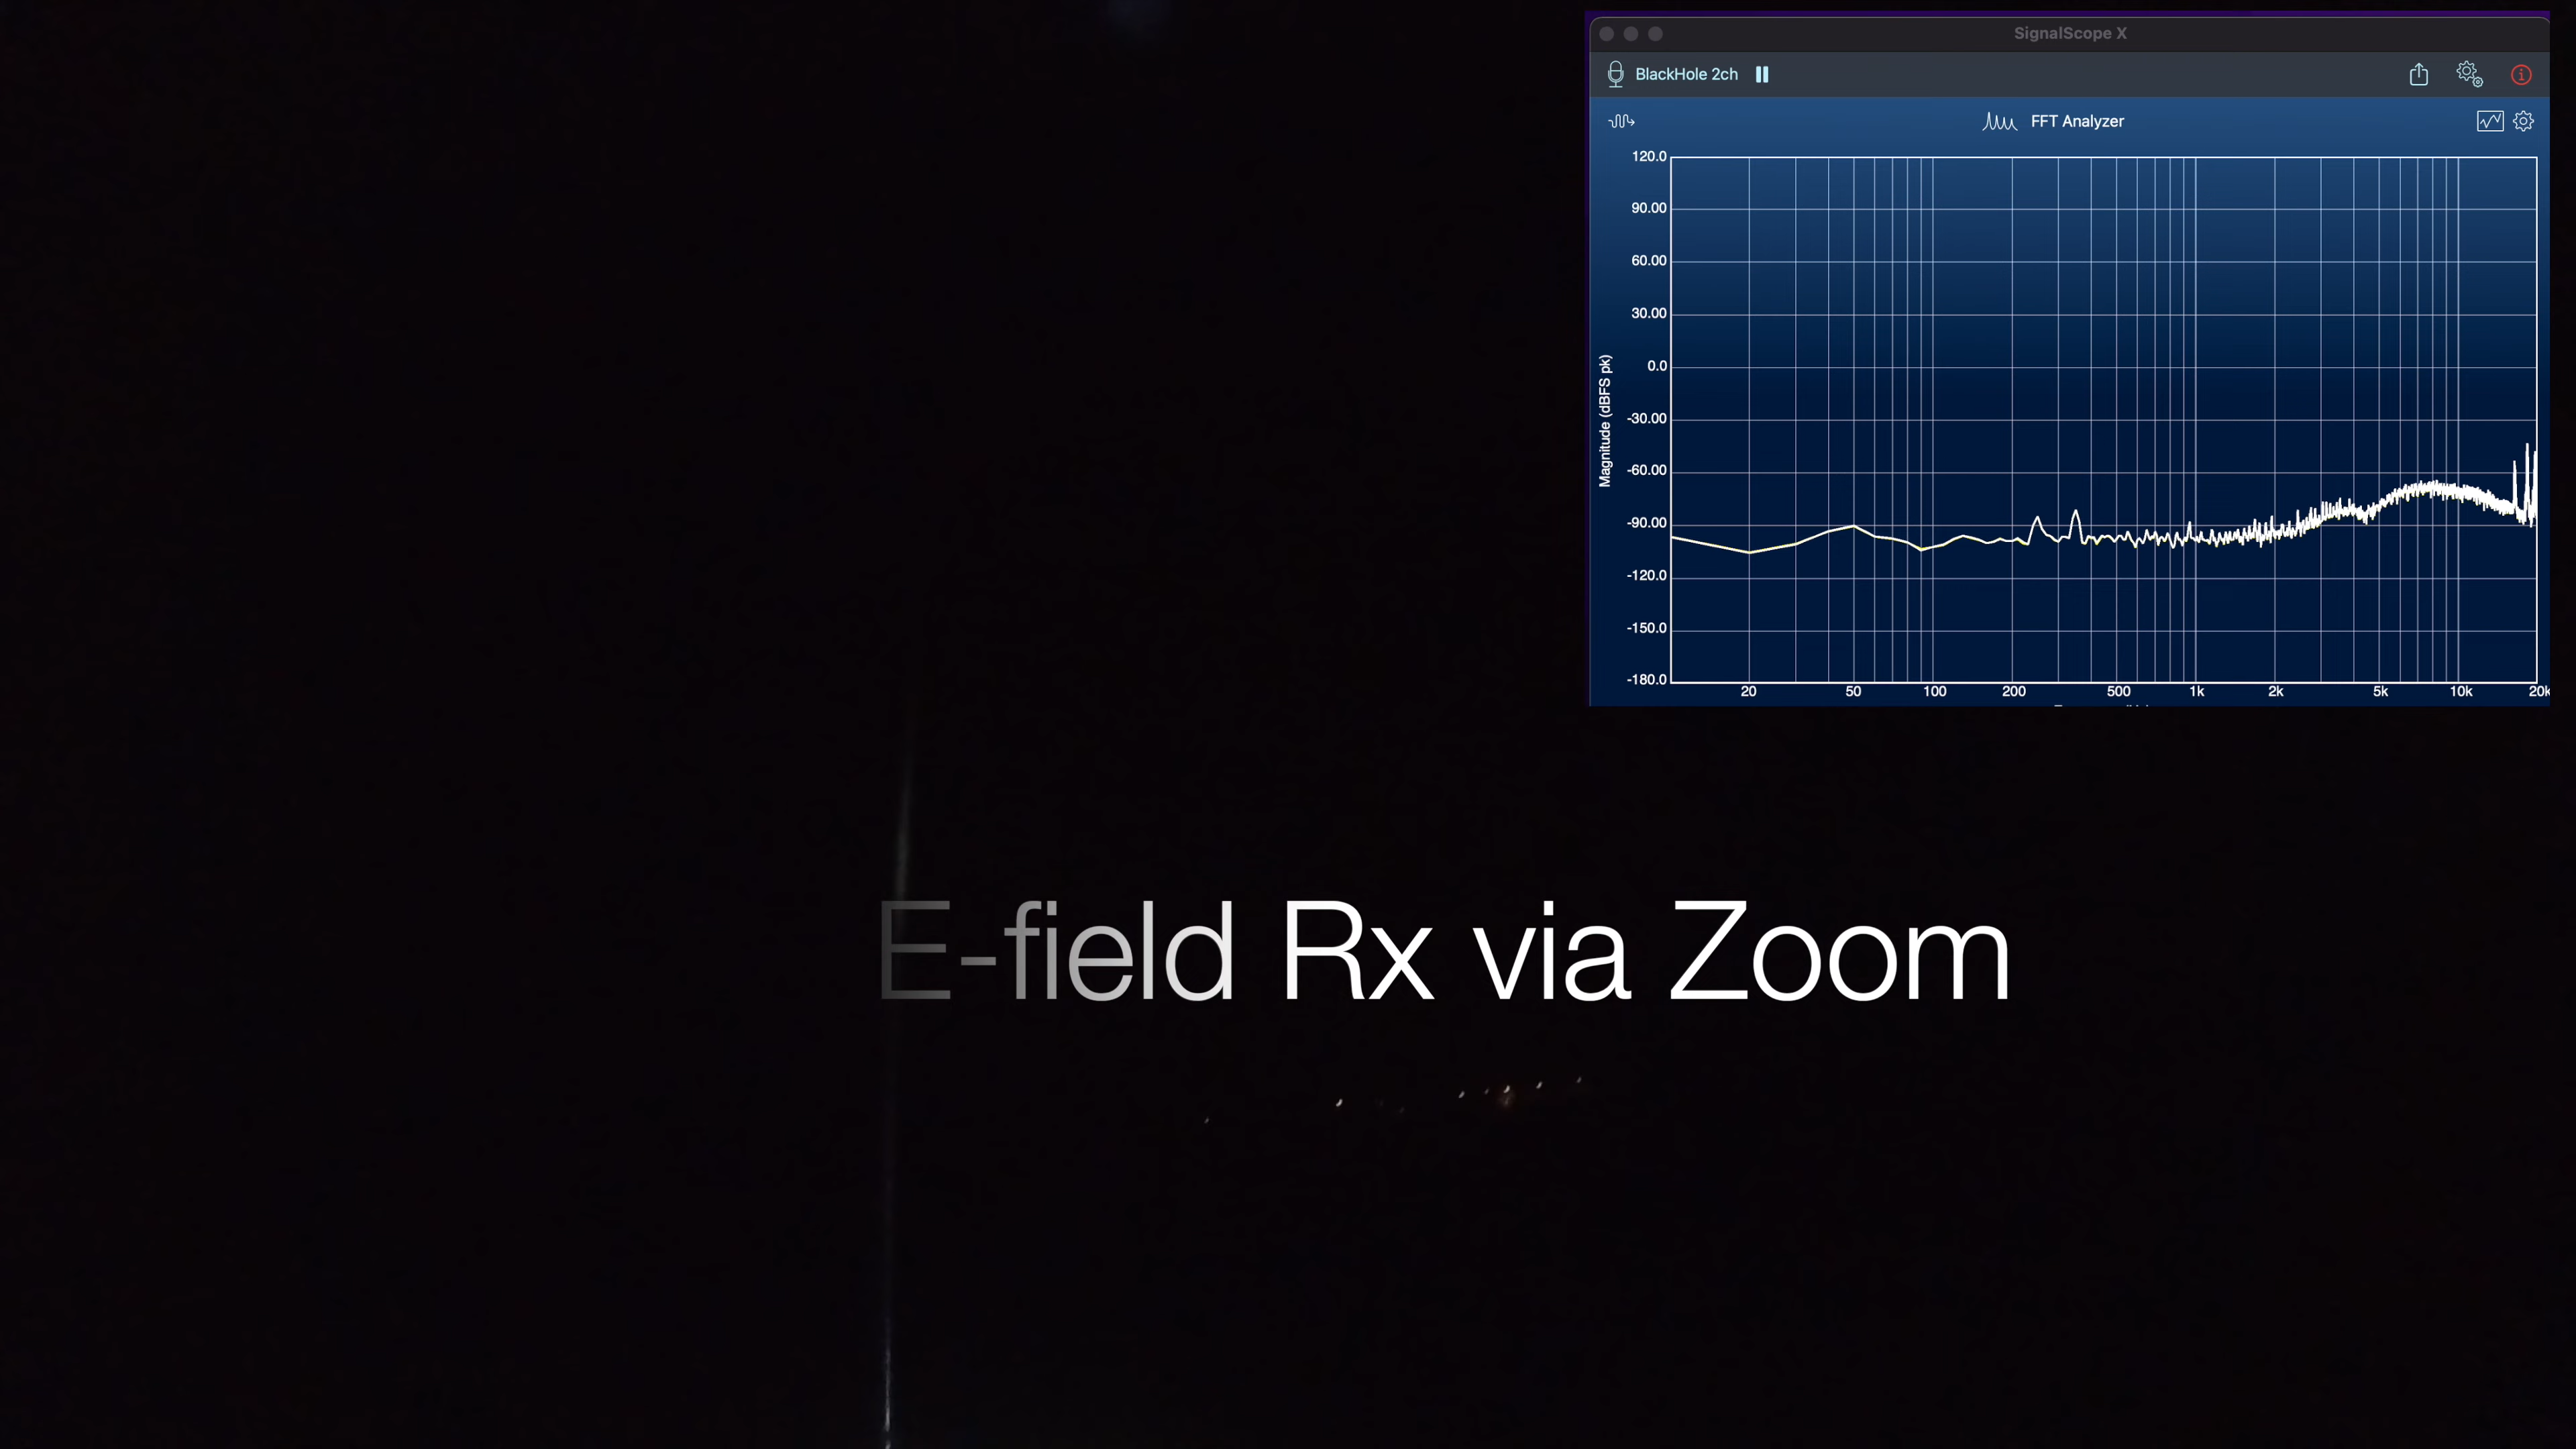 SignalScope X
BlackHole 2ch
FFT Analyzer
120.0
90.00
60.00
30.00
0.0
-30.00
-60.00
-90.00
-120.0
-150.0
-180.0
Magnitude (dBFS pk)
20 50 100 200 500 1k 2k 5k 10k 20k
E-field Rx via Zoom